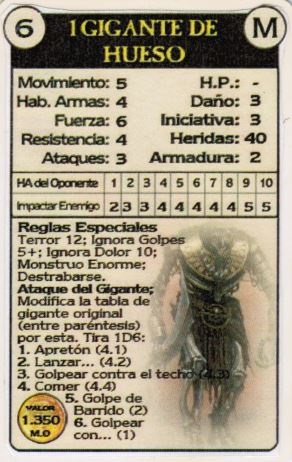 6
1 GIGANTE DE
HUESO
M
Movimiento: 5 H.P.: -
Hab. Armas: 4 Daño: 3
Fuerza: 6 Iniciativa: 3
Resistencia: 4 Heridas: 40
Ataques: 3 Armadura: 2
HA del Oponente 1 2 3 4 5 6 7 8 9 10
Impactar Enemigo 2 3 3 4 4 4 4 4 5 5
Reglas Especiales
Terror 12; Ignora Golpes
5+; Ignora Dolor 10;
Monstruo Enorme;
Destrabarse.
Ataque del Gigante;
Modifica la tabla de
gigante original
(entre paréntesis)
por esta. Tira 1D6:
1. Apretón (4.1)
2. Lanzar... (4.2)
3. Golpear contra el techo (4.3)
4. Comer (4.4)
5. Golpe de
Barrido (2)
6. Golpear
con... (1)
VALOR
1.350
M.O